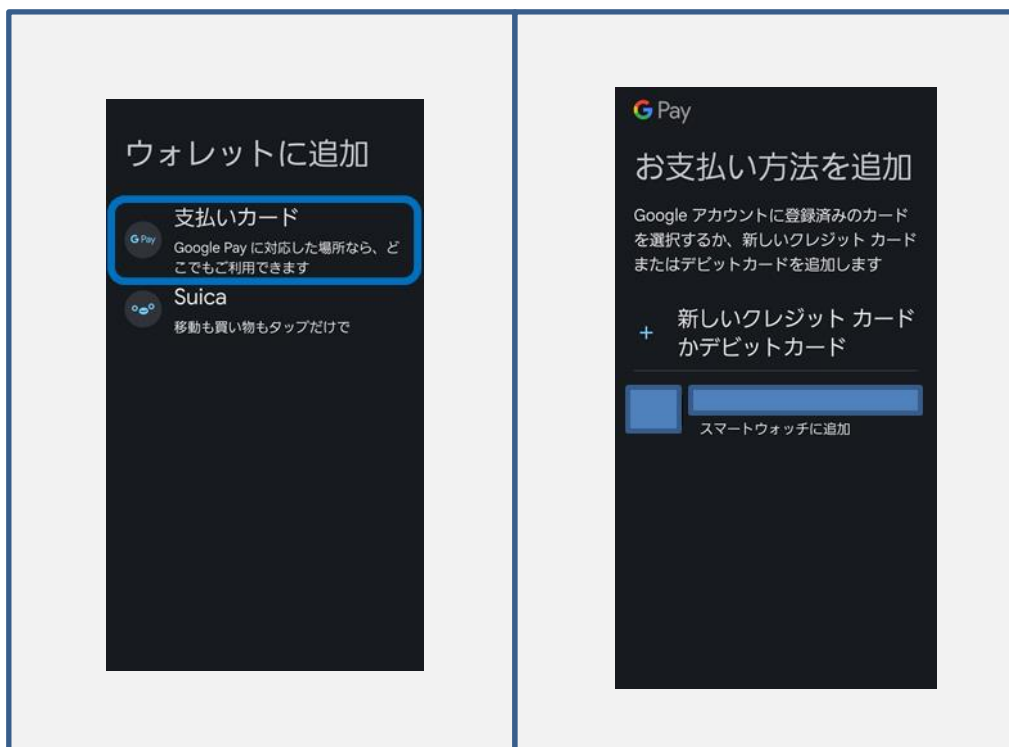 ウォレットに追加
支払いカード
G Pay
Google Pay に対応した場所なら、ど
こでもご利用できます
Suica
移動も買い物もタップだけで
G Pay
お支払い方法を追加
Google アカウントに登録済みのカード
を選択するか、新しいクレジット カード
またはデビットカードを追加します
+ 新しいクレジット カード
かデビットカード
スマートウォッチに追加